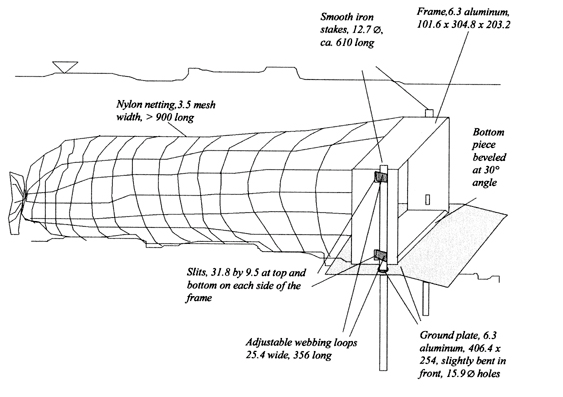 Smooth iron
stakes, 12.7 Ø,
ca. 610 long
Frame,6.3 aluminum,
101.6 x 304.8 x 203.2
Nylon netting,3.5 mesh
width, > 900 long
Bottom
piece
beveled
at 30°
angle
Slits, 31.8 by 9.5 at top and
bottom on each side of the
frame
Adjustable webbing loops
25.4 wide, 356 long
Ground plate, 6.3
aluminum, 406.4 x
254, slightly bent in
front, 15.9 Ø holes